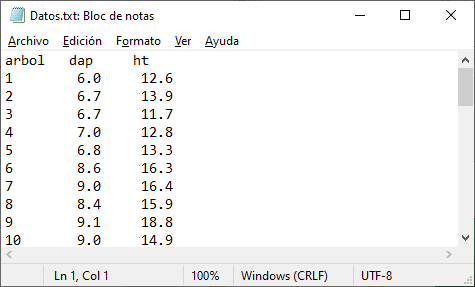 Datos.txt: Bloc de notas
Archivo Edición Formato Ver Ayuda
arbol dap ht
1 6.0 12.6
2 6.7 13.9
3 6.7 11.7
4 7.0 12.8
5 6.8 13.3
6 8.6 16.3
7 9.0 16.4
8 8.4 15.9
9 9.1 18.8
10 9.0 14.9
Ln 1, Col 1 100% Windows (CRLF) UTF-8